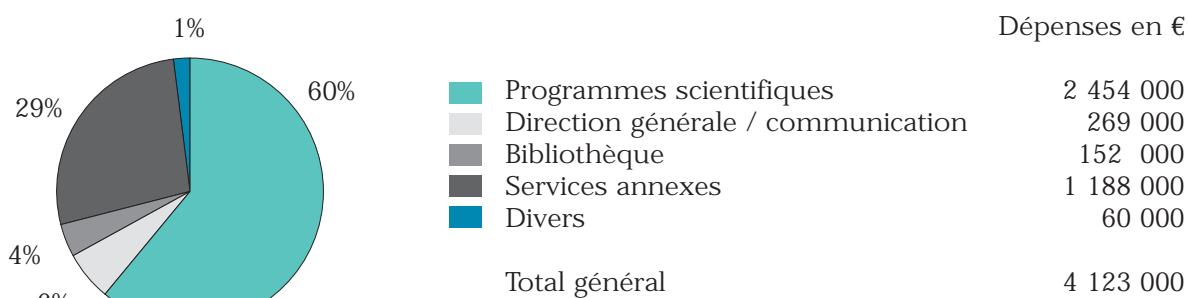 1%
60%
29%
4%
Dépenses en €
Programmes scientifiques 2 454 000
Direction générale / communication 269 000
Bibliothèque 152 000
Services annexes 1 188 000
Divers 60 000
Total général 4 123 000